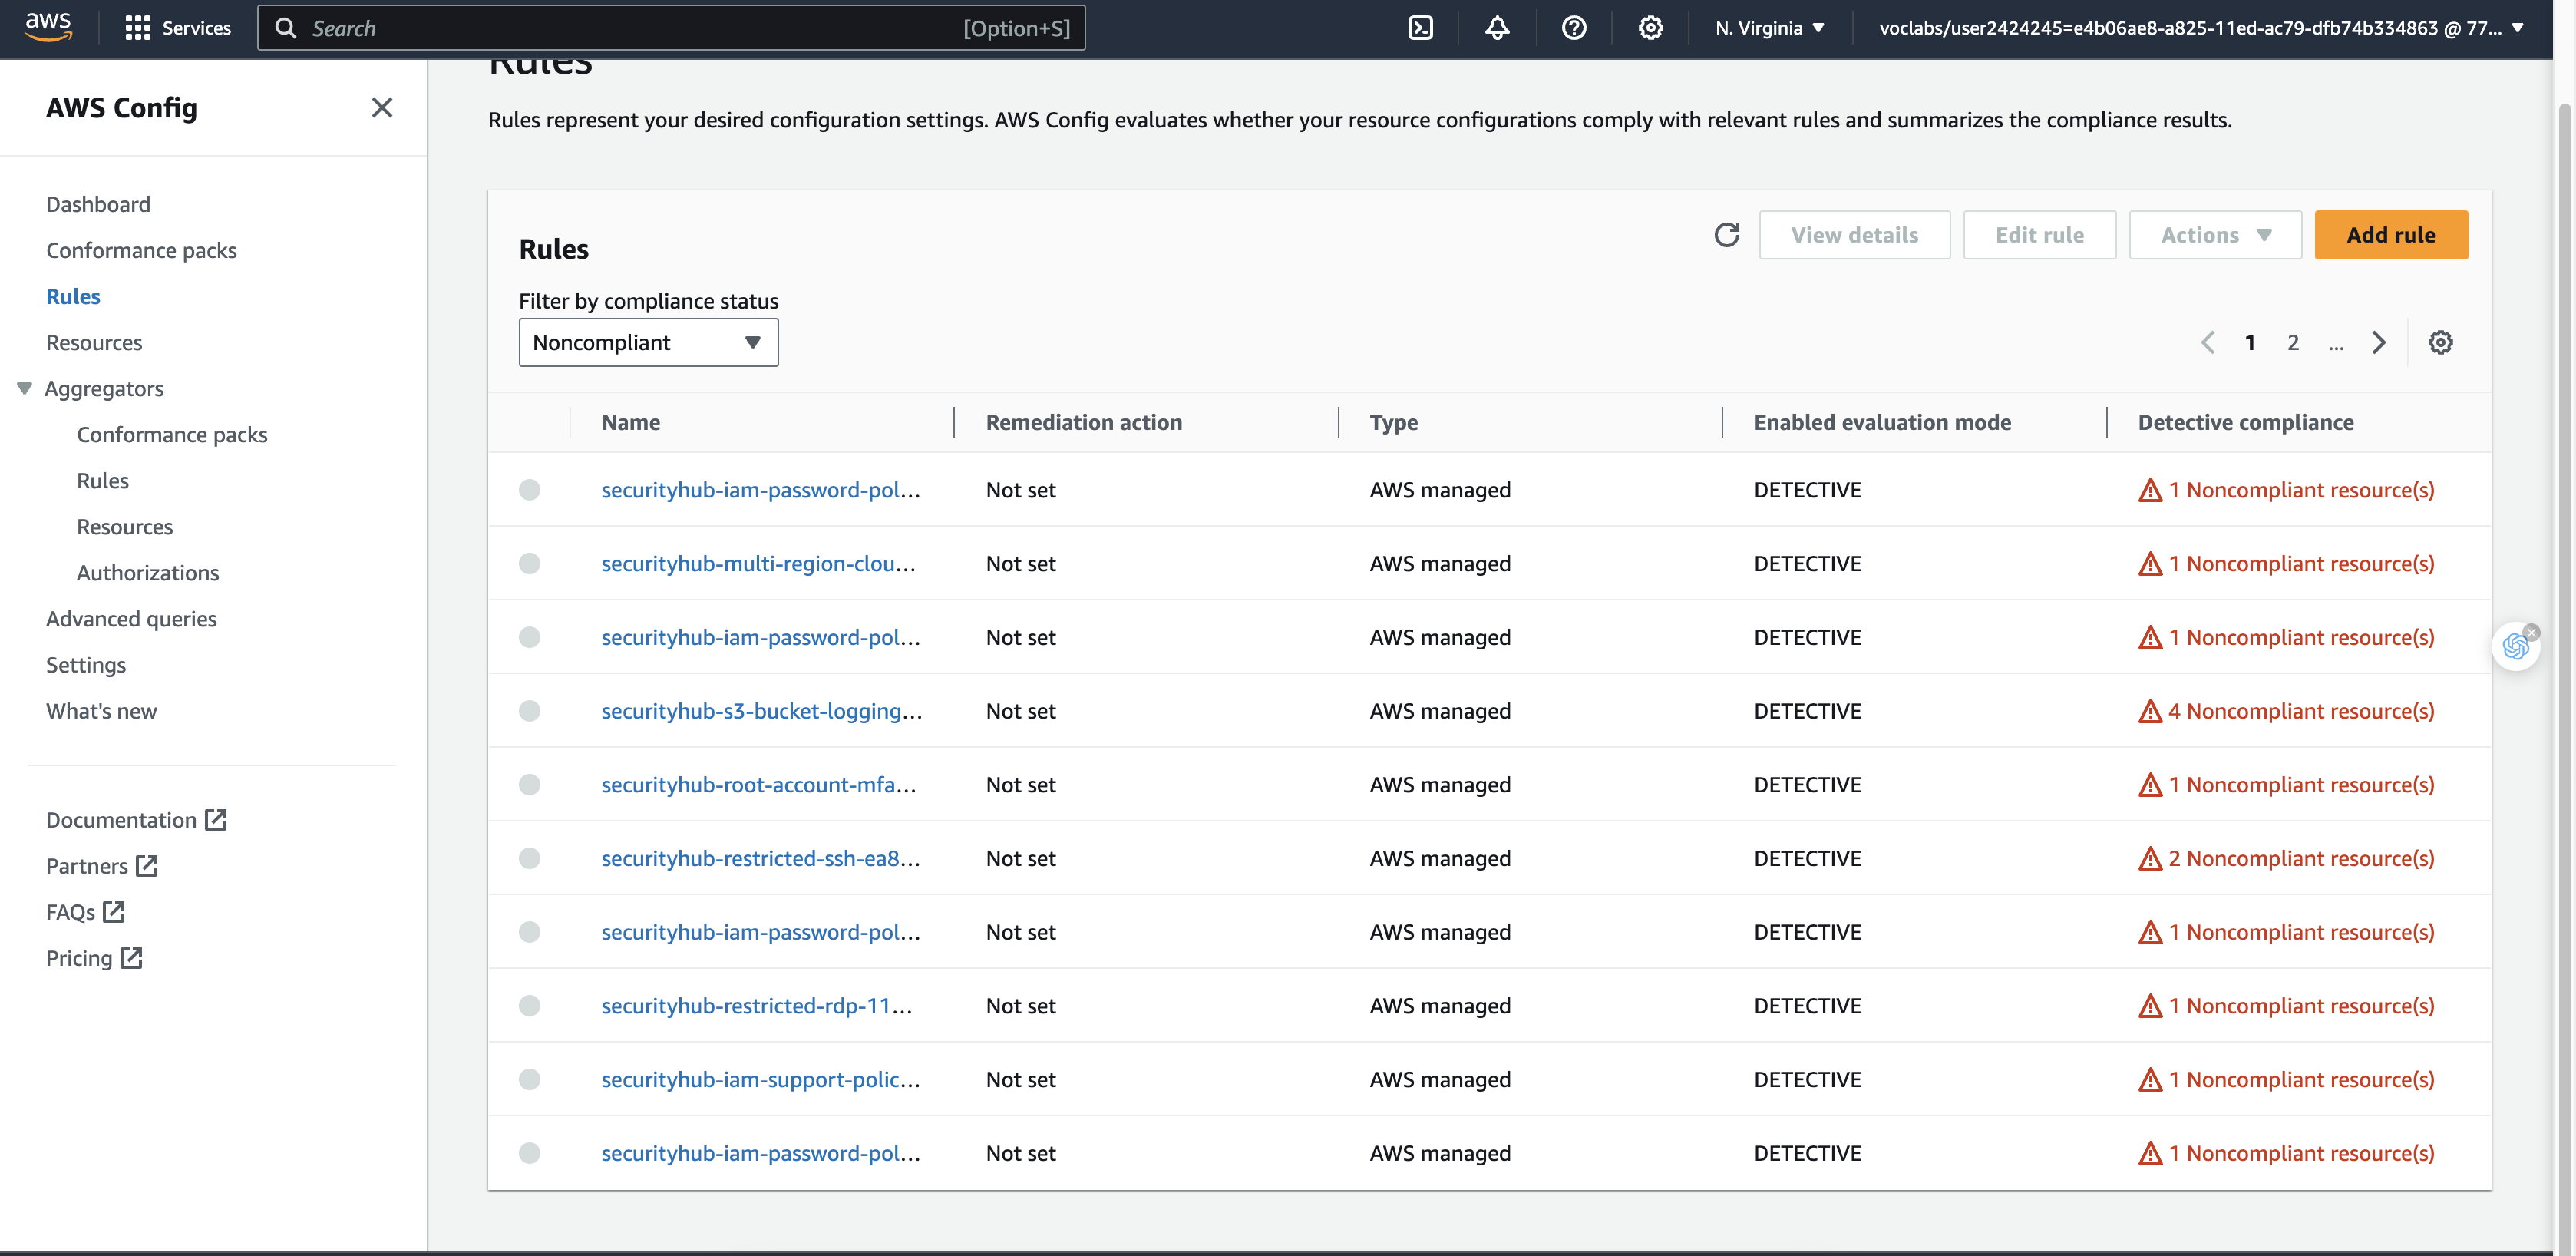 aws
Services
Search
[Option+S]
N. Virginia
voclabs/user2424245=e4b06ae8-a825-11ed-ac79-dfb74b334863 @ 77...
AWS Config
Dashboard
Conformance packs
Rules
Resources
Aggregators
Conformance packs
Rules
Resources
Authorizations
Advanced queries
Settings
What's new
Documentation
Partners
FAQs
Pricing
Rules
Rules represent your desired configuration settings. AWS Config evaluates whether your resource configurations comply with relevant rules and summarizes the compliance results.
Rules
View details
Edit rule
Actions
Add rule
Filter by compliance status
Noncompliant
1 2 ...
Name Remediation action Type Enabled evaluation mode Detective compliance
securityhub-iam-password-pol... Not set AWS managed DETECTIVE 1 Noncompliant resource(s)
securityhub-multi-region-clou... Not set AWS managed DETECTIVE 1 Noncompliant resource(s)
securityhub-iam-password-pol... Not set AWS managed DETECTIVE 1 Noncompliant resource(s)
securityhub-s3-bucket-logging... Not set AWS managed DETECTIVE 4 Noncompliant resource(s)
securityhub-root-account-mfa... Not set AWS managed DETECTIVE 1 Noncompliant resource(s)
securityhub-restricted-ssh-ea8... Not set AWS managed DETECTIVE 2 Noncompliant resource(s)
securityhub-iam-password-pol... Not set AWS managed DETECTIVE 1 Noncompliant resource(s)
securityhub-restricted-rdp-11... Not set AWS managed DETECTIVE 1 Noncompliant resource(s)
securityhub-iam-support-polic... Not set AWS managed DETECTIVE 1 Noncompliant resource(s)
securityhub-iam-password-pol... Not set AWS managed DETECTIVE 1 Noncompliant resource(s)